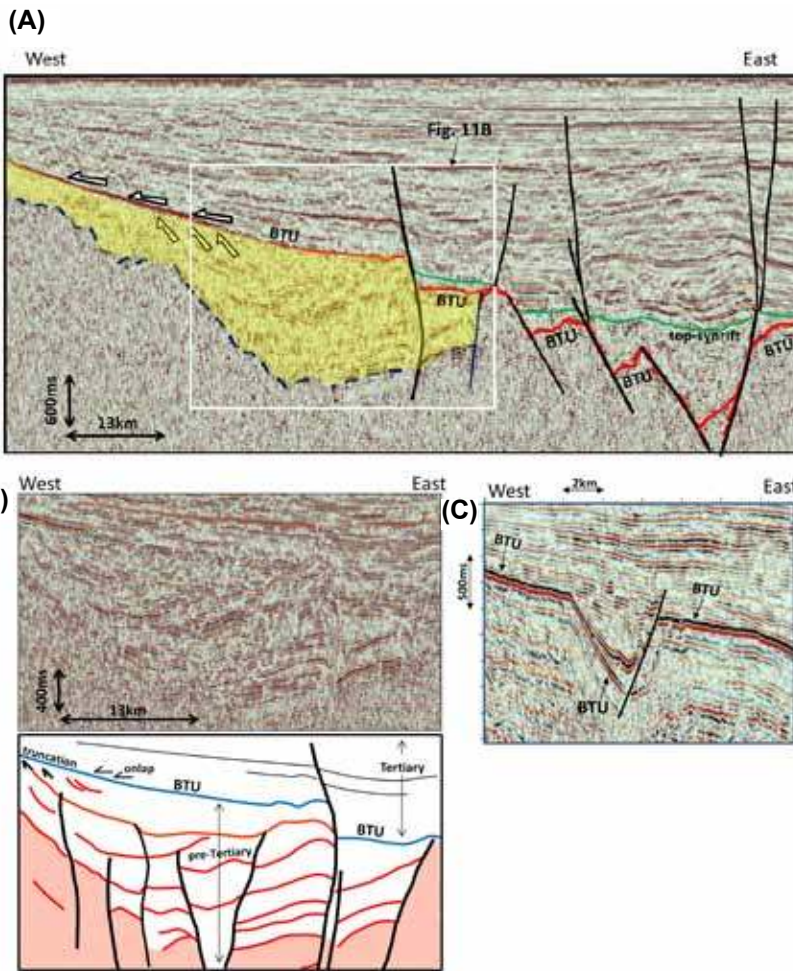 (A)
West East
Fig. 11B
BTU
BTU
BTU
BTU
top-synrift
BTU
600ms
13km
West East
)
400ms
13km
truncation
onlap
BTU
Tertiary
BTU
pre-Tertiary
(C)
West 2km East
BTU
500ms
BTU
BTU